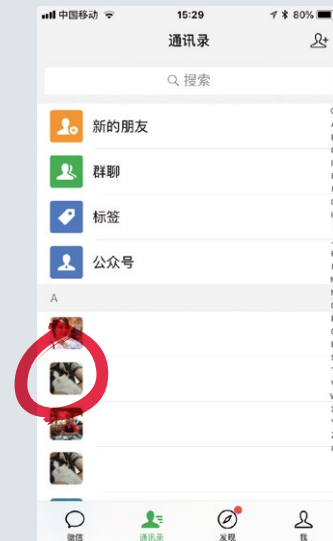 中国移动 15:29 80%
通讯录
搜索
新的朋友
群聊
标签
公众号
A
微信 通讯录 发现 我